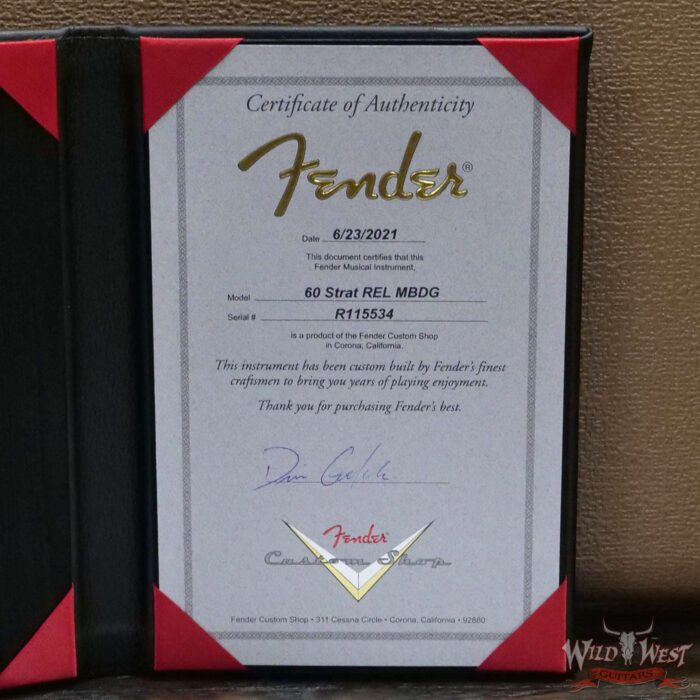 Certificate of Authenticity
Fender®
Date 6/23/2021
This document certifies that this
Fender Musical Instrument,
Model 60 Strat REL MBDG
Serial # R115534
is a product of the Fender Custom Shop
in Corona, California.
This instrument has been custom built by Fender's finest
craftsmen to bring you years of playing enjoyment.
Thank you for purchasing Fender's best.
Fender
Custom Shop
Fender Custom Shop • 311 Cessna Circle • Corona, California • 92880
WILD WEST
GUITARS